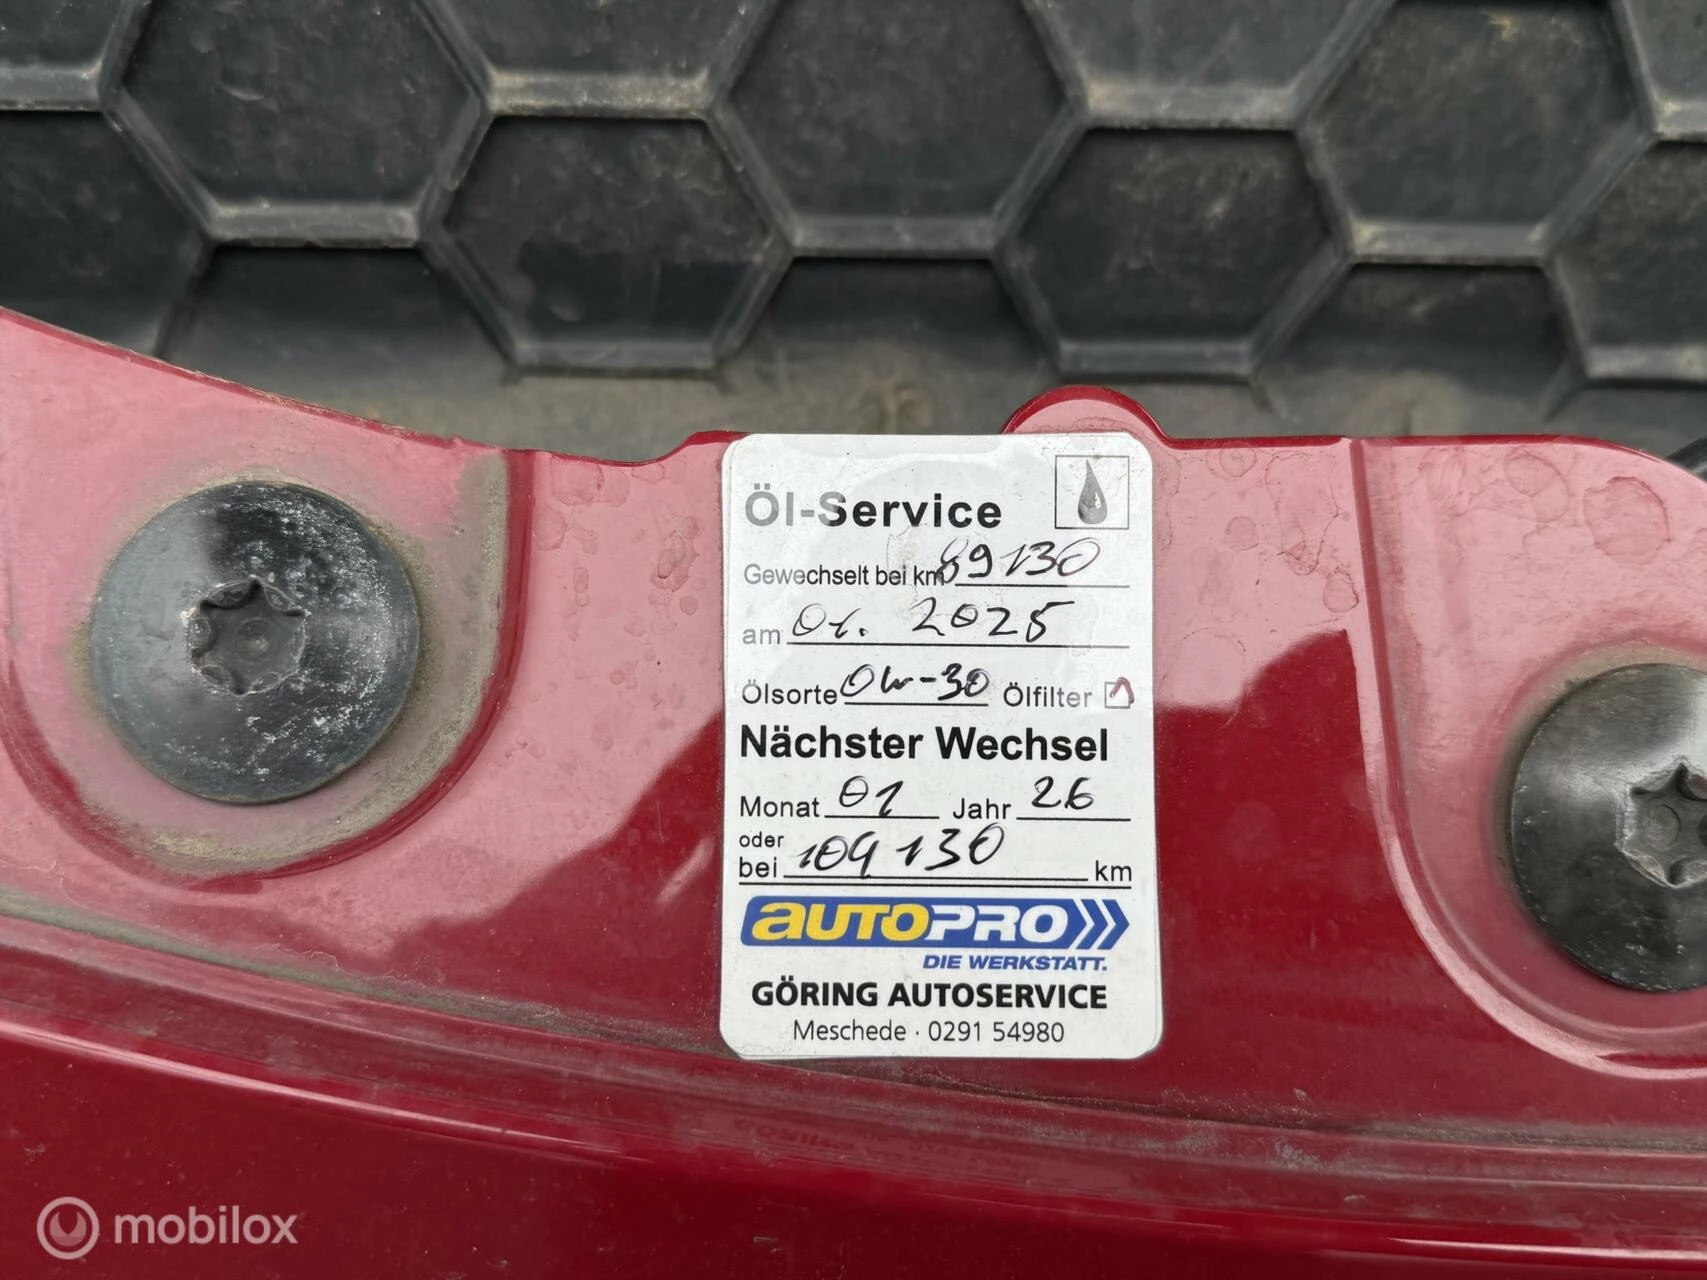 Öl-Service
Gewechselt bei km 89130
am 01. 2025
Ölsorte 0w-30 Ölfilter
Nächster Wechsel
Monat 01 Jahr 26
oder
bei 104130 km
AUTOPRO
DIE WERKSTATT.
GÖRING AUTOSERVICE
Meschede · 0291 54980
mobilox